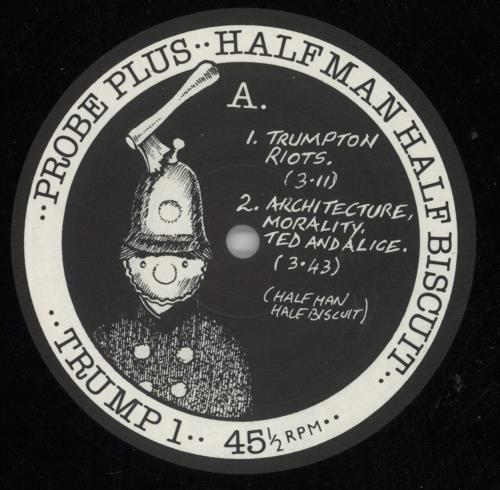 ··PROBE PLUS··HALF MAN HALF BISCUIT··
A.
1. TRUMPTON
RIOTS.
(3·11)
2. ARCHITECTURE,
MORALITY,
TED AND ALICE.
(3·43)
(HALF MAN
HALF BISCUIT)
··TRUMP 1·· 45½ RPM··